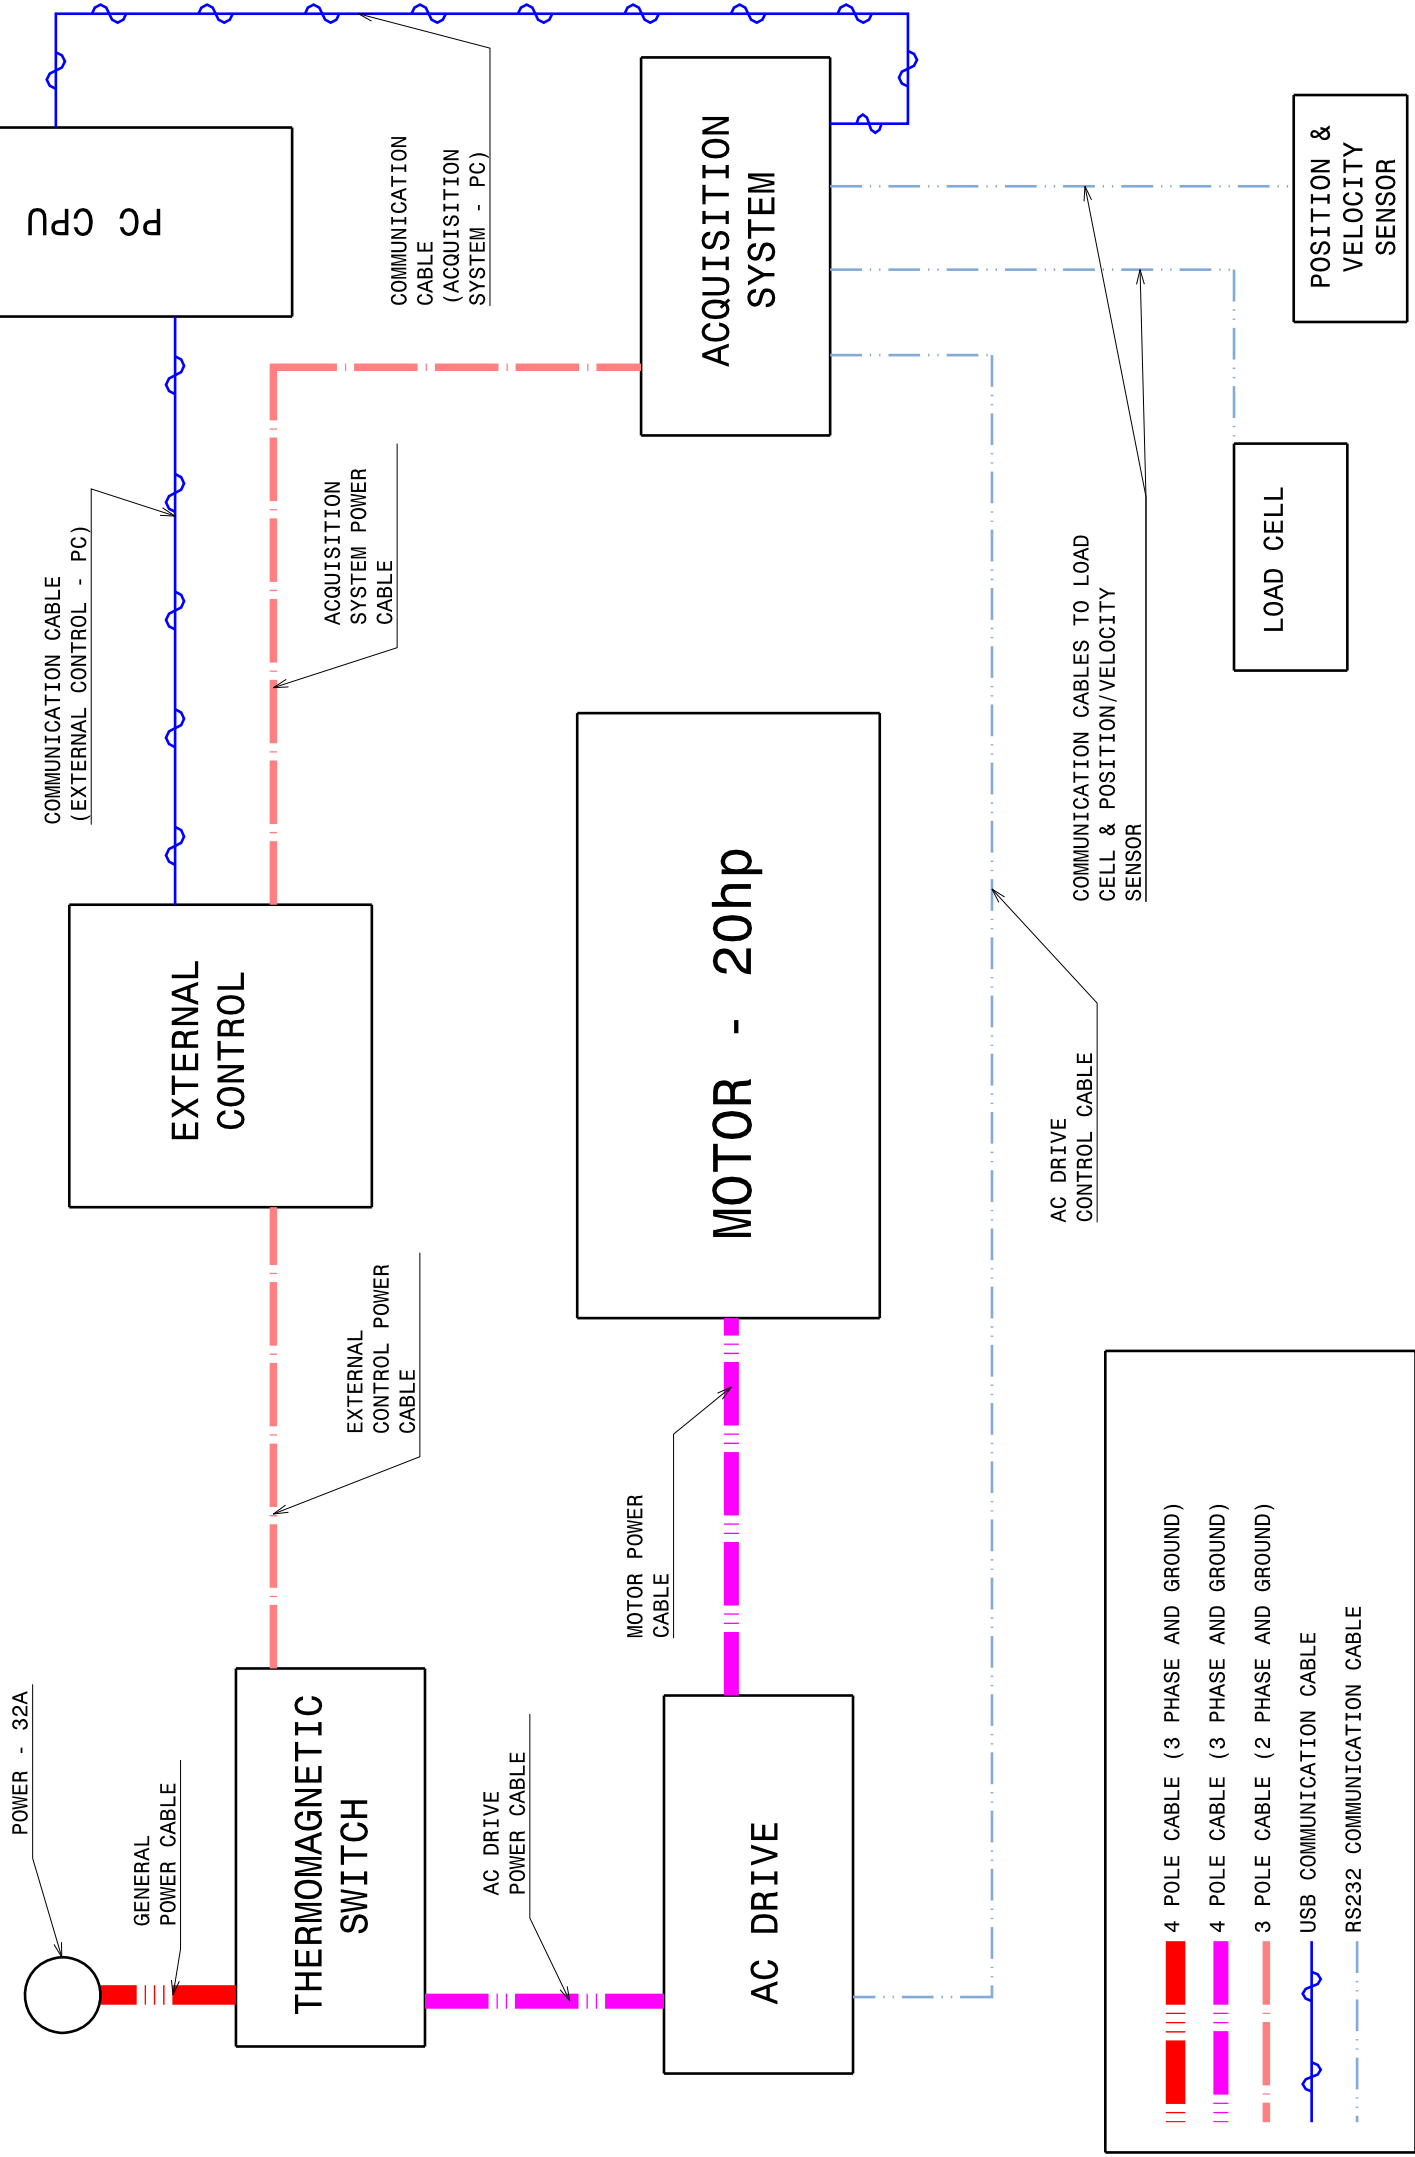 POWER - 32A
GENERAL
POWER CABLE
THERMOMAGNETIC
SWITCH
AC DRIVE
POWER CABLE
AC DRIVE
EXTERNAL
CONTROL POWER
CABLE
MOTOR POWER
CABLE
EXTERNAL
CONTROL
MOTOR - 20hp
COMMUNICATION CABLE
(EXTERNAL CONTROL - PC)
ACQUISITION
SYSTEM POWER
CABLE
PC CPU
COMMUNICATION
CABLE
(ACQUISITION
SYSTEM - PC)
ACQUISITION
SYSTEM
AC DRIVE
CONTROL CABLE
COMMUNICATION CABLES TO LOAD
CELL & POSITION/VELOCITY
SENSOR
LOAD CELL
POSITION &
VELOCITY
SENSOR
4 POLE CABLE (3 PHASE AND GROUND)
4 POLE CABLE (3 PHASE AND GROUND)
3 POLE CABLE (2 PHASE AND GROUND)
USB COMMUNICATION CABLE
RS232 COMMUNICATION CABLE